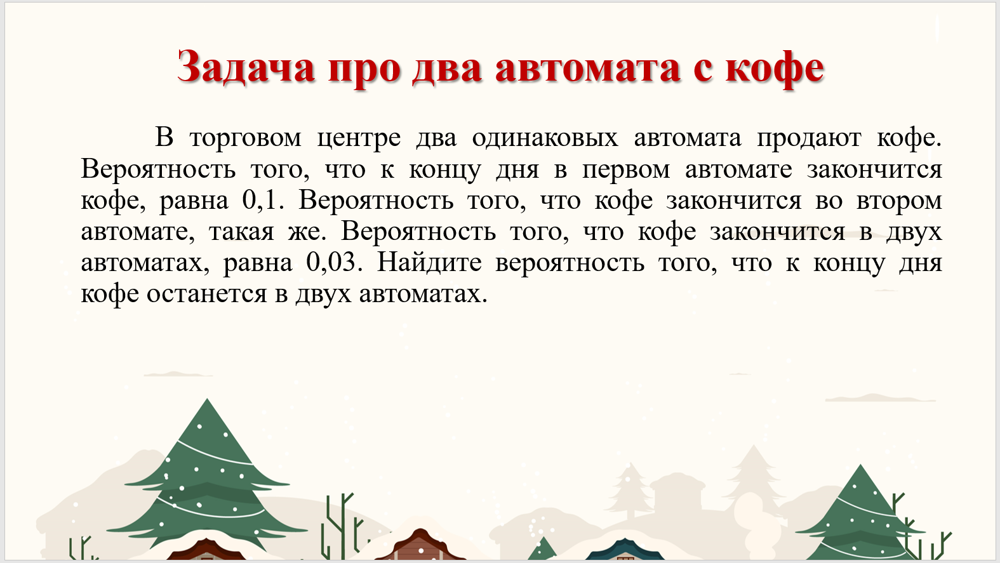 Задача про два автомата с кофе
В торговом центре два одинаковых автомата продают кофе.
Вероятность того, что к концу дня в первом автомате закончится
кофе, равна 0,1. Вероятность того, что кофе закончится во втором
автомате, такая же. Вероятность того, что кофе закончится в двух
автоматах, равна 0,03. Найдите вероятность того, что к концу дня
кофе останется в двух автоматах.